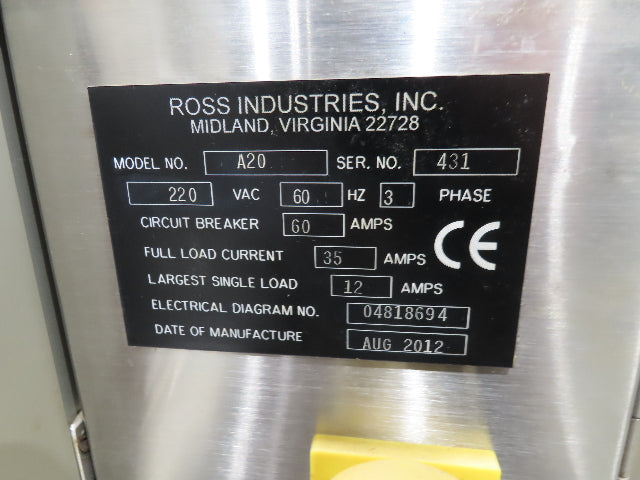 ROSS INDUSTRIES, INC.
MIDLAND, VIRGINIA 22728
MODEL NO. A20 SER. NO. 431
220 VAC 60 HZ 3 PHASE
CIRCUIT BREAKER 60 AMPS
FULL LOAD CURRENT 35 AMPS
CE
LARGEST SINGLE LOAD 12 AMPS
ELECTRICAL DIAGRAM NO. 04818694
DATE OF MANUFACTURE AUG 2012